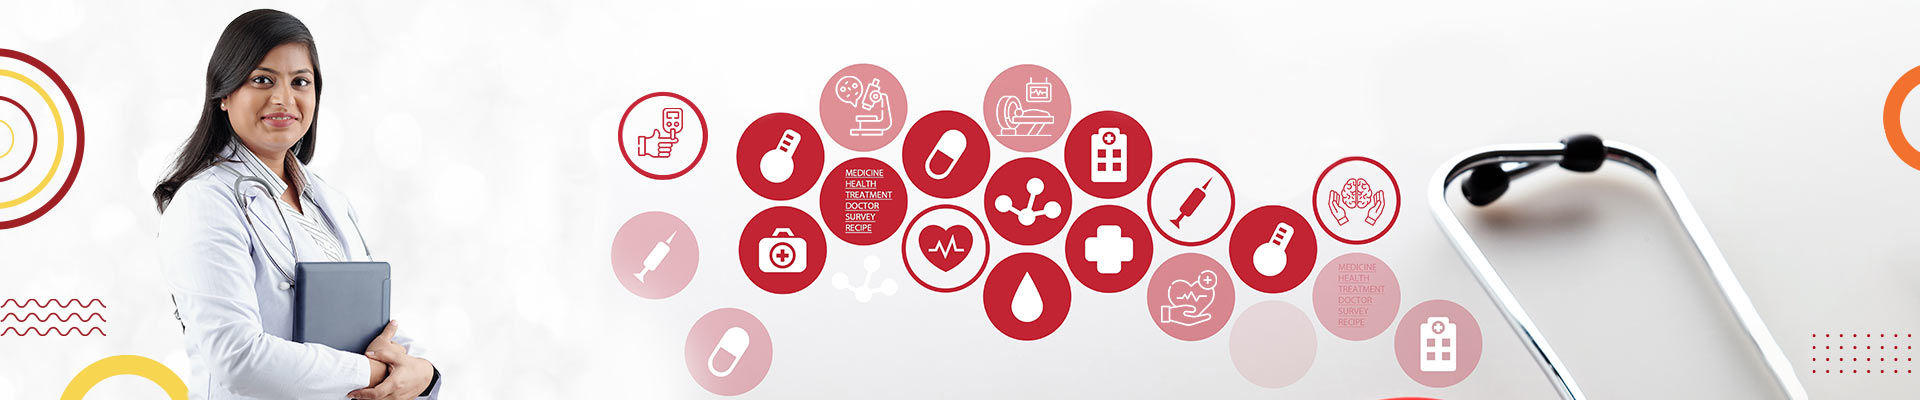 MEDICINE
HEALTH
TREATMENT
DOCTOR
SURVEY
RECIPE
MEDICINE
HEALTH
TREATMENT
DOCTOR
SURVEY
RECIPE